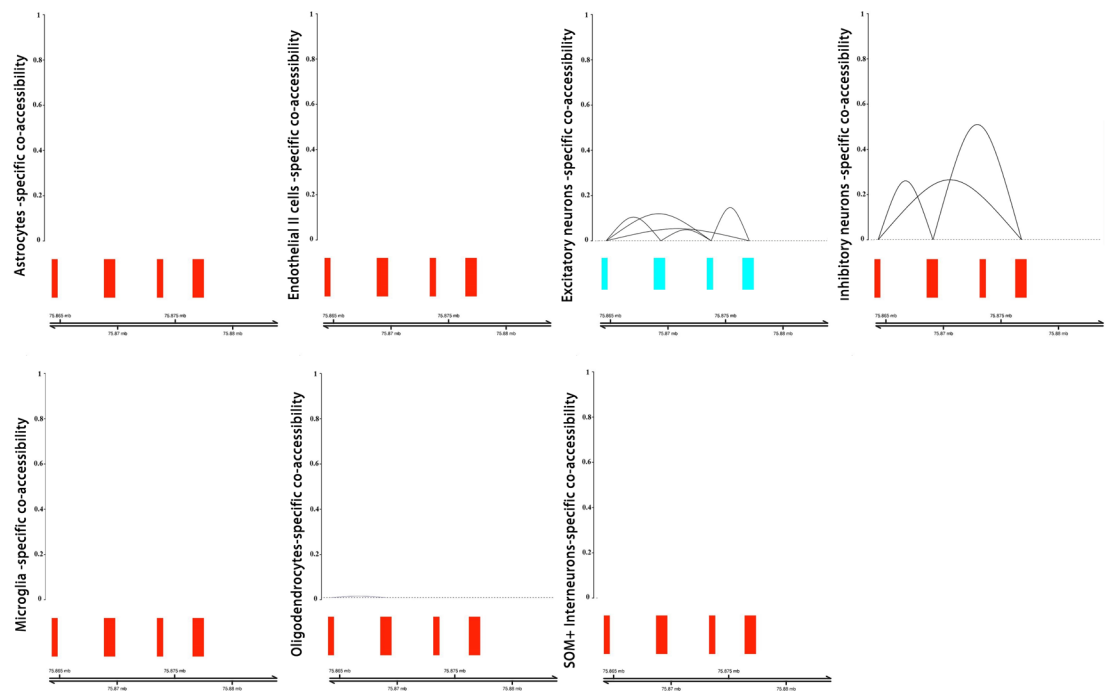 Astrocytes -specific co-accessibility
1
0.8
0.6
0.4
0.2
0
75.865 mb
75.875 mb
75.87 mb
75.88 mb
Endothelial II cells -specific co-accessibility
1
0.8
0.6
0.4
0.2
0
75.865 mb
75.875 mb
75.87 mb
75.88 mb
Excitatory neurons -specific co-accessibility
1
0.8
0.6
0.4
0.2
0
75.865 mb
75.875 mb
75.87 mb
75.88 mb
Inhibitory neurons -specific co-accessibility
1
0.8
0.6
0.4
0.2
0
75.865 mb
75.875 mb
75.87 mb
75.88 mb
Microglia -specific co-accessibility
1
0.8
0.6
0.4
0.2
0
75.865 mb
75.875 mb
75.87 mb
75.88 mb
Oligodendrocytes-specific co-accessibility
1
0.8
0.6
0.4
0.2
0
75.865 mb
75.875 mb
75.87 mb
75.88 mb
SOM+ Interneurons-specific co-accessibility
1
0.8
0.6
0.4
0.2
0
75.865 mb
75.875 mb
75.87 mb
75.88 mb